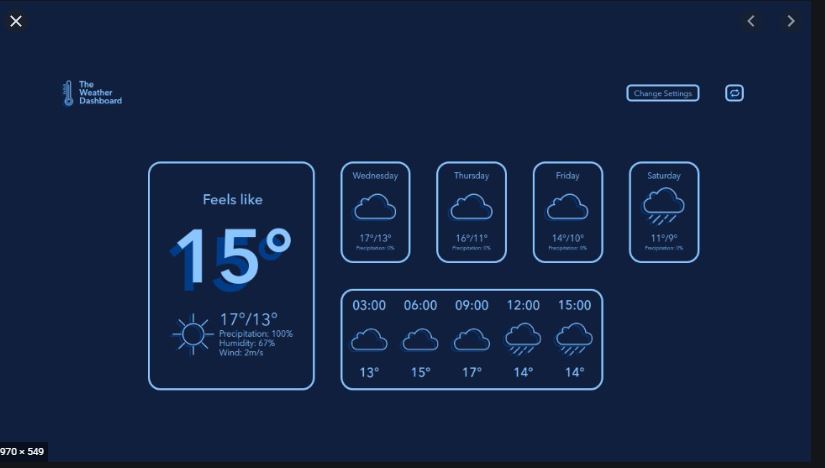 The
Weather
Dashboard
Change Settings
Feels like
15°
17°/13°
Precipitation: 100%
Humidity: 67%
Wind: 2m/s
Wednesday
17°/13°
Precipitation: 0%
Thursday
16°/11°
Precipitation: 0%
Friday
14°/10°
Precipitation: 0%
Saturday
11°/9°
Precipitation: 0%
03:00 06:00 09:00 12:00 15:00
13° 15° 17° 14° 14°
970 × 549